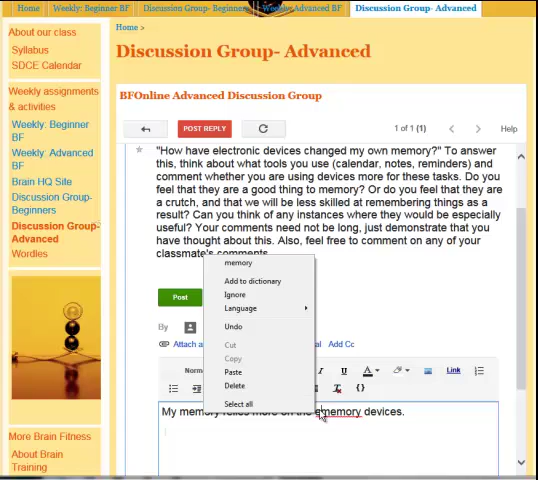 Home
Weekly: Beginner BF
Discussion Group- Beginners
Weekly: Advanced BF
Discussion Group- Advanced
About our class
Syllabus
SDCE Calendar
Weekly assignments
& activities
Weekly: Beginner
BF
Weekly: Advanced
BF
Brain HQ Site
Discussion Group-
Beginners
Discussion Group-
Advanced
Wordles
More Brain Fitness
About Brain
Training
Home >
Discussion Group- Advanced
BFOnline Advanced Discussion Group
POST REPLY
1 of 1 (1)
Help
"How have electronic devices changed my own memory?" To answer
this, think about what tools you use (calendar, notes, reminders) and
comment whether you are using devices more for these tasks. Do you
feel that they are a good thing to memory? Or do you feel that they are
a crutch, and that we will be less skilled at remembering things as a
result? Can you think of any instances where they would be especially
useful? Your comments need not be long, just demonstrate that you
have thought about this. Also, feel free to comment on any of your
classmate's comments.
memory
Add to dictionary
Ignore
Language
Undo
Cut
Copy
Paste
Delete
Select all
Post
By
Attach a
Add Cc
Norm
I U A Link
{}
My memory relies more on the ememory devices.